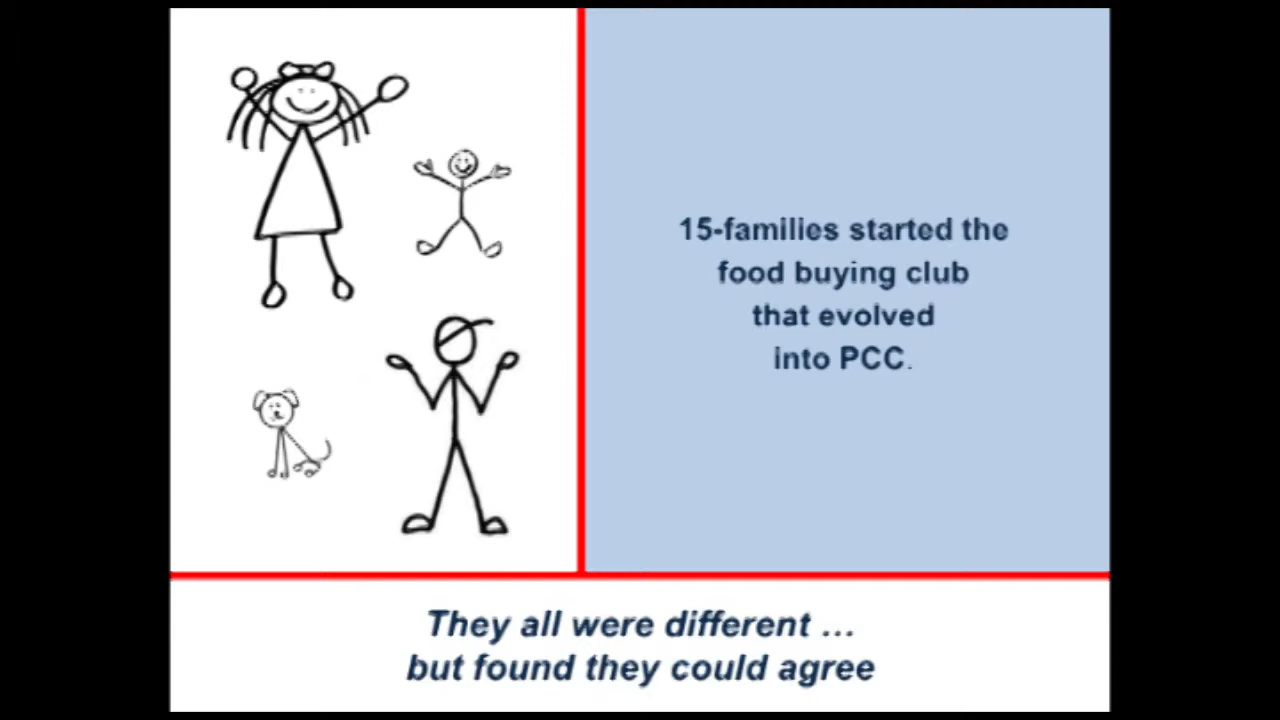 15-families started the
food buying club
that evolved
into PCC.
They all were different ...
but found they could agree